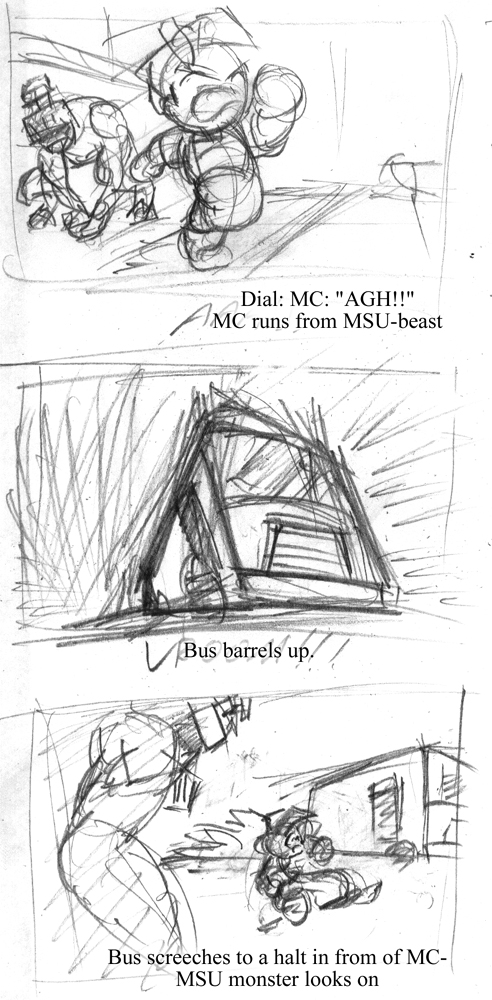 Dial: MC: "AGH!!"
MC runs from MSU-beast
Bus barrels up.
VROOM!!!
Bus screeches to a halt in from of MC-
MSU monster looks on